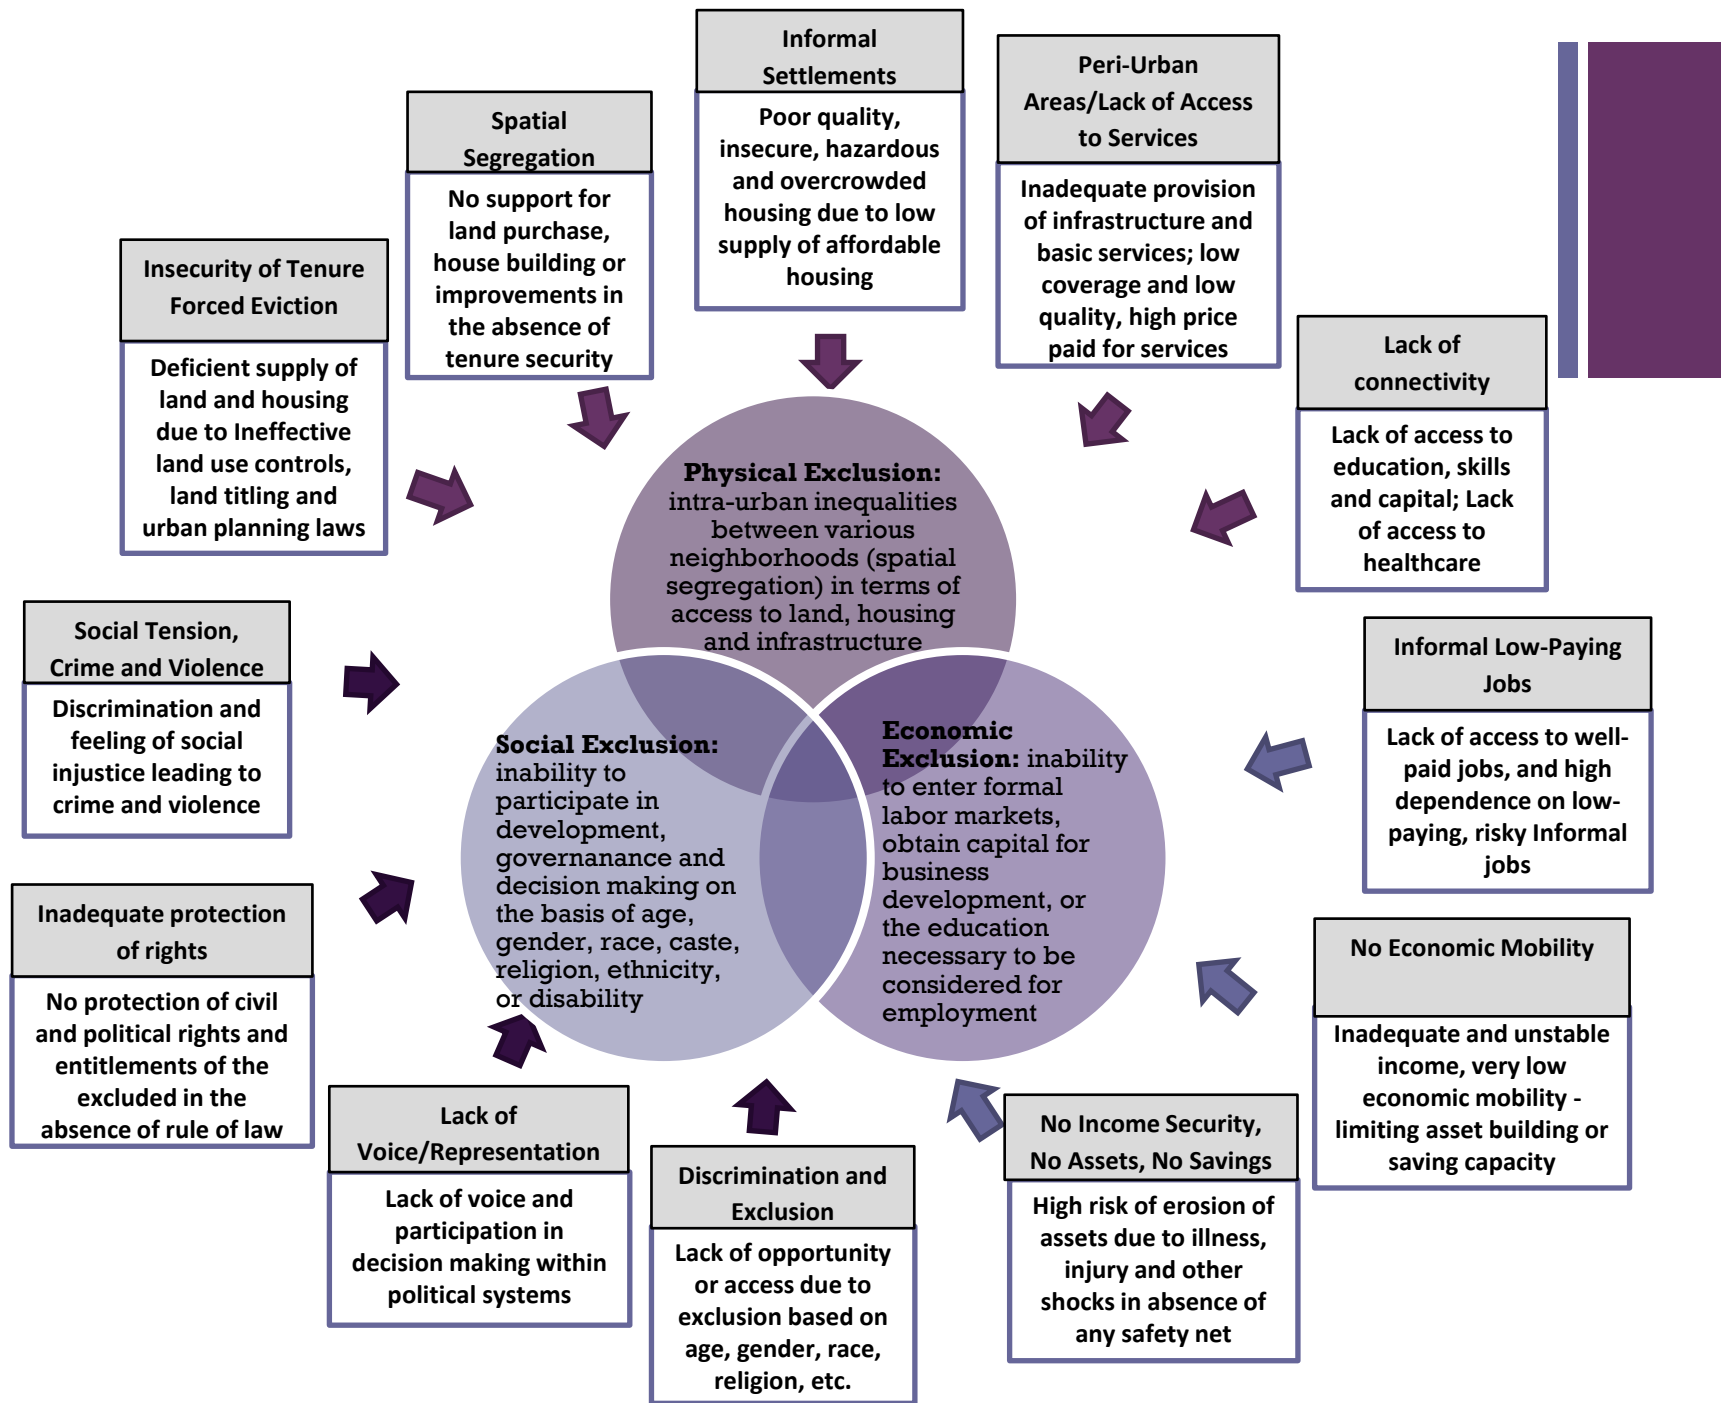 Informal
Settlements
Poor quality,
insecure, hazardous
and overcrowded
housing due to low
supply of affordable
housing
Peri-Urban
Areas/Lack of Access
to Services
Inadequate provision
of infrastructure and
basic services; low
coverage and low
quality, high price
paid for services
Spatial
Segregation
No support for
land purchase,
house building or
improvements in
the absence of
tenure security
Insecurity of Tenure
Forced Eviction
Deficient supply of
land and housing
due to Ineffective
land use controls,
land titling and
urban planning laws
Lack of
connectivity
Lack of access to
education, skills
and capital; Lack
of access to
healthcare
Physical Exclusion:
intra-urban inequalities
between various
neighborhoods (spatial
segregation) in terms of
access to land, housing
and infrastructure
Social Tension,
Crime and Violence
Discrimination and
feeling of social
injustice leading to
crime and violence
Informal Low-Paying
Jobs
Lack of access to well-
paid jobs, and high
dependence on low-
paying, risky Informal
jobs
Social Exclusion:
inability to
participate in
development,
governanance and
decision making on
the basis of age,
gender, race, caste,
religion, ethnicity,
or disability
Economic
Exclusion: inability
to enter formal
labor markets,
obtain capital for
business
development, or
the education
necessary to be
considered for
employment
Inadequate protection
of rights
No protection of civil
and political rights and
entitlements of the
excluded in the
absence of rule of law
No Economic Mobility
Inadequate and unstable
income, very low
economic mobility -
limiting asset building or
saving capacity
Lack of
Voice/Representation
Lack of voice and
participation in
decision making within
political systems
Discrimination and
Exclusion
Lack of opportunity
or access due to
exclusion based on
age, gender, race,
religion, etc.
No Income Security,
No Assets, No Savings
High risk of erosion of
assets due to illness,
injury and other
shocks in absence of
any safety net